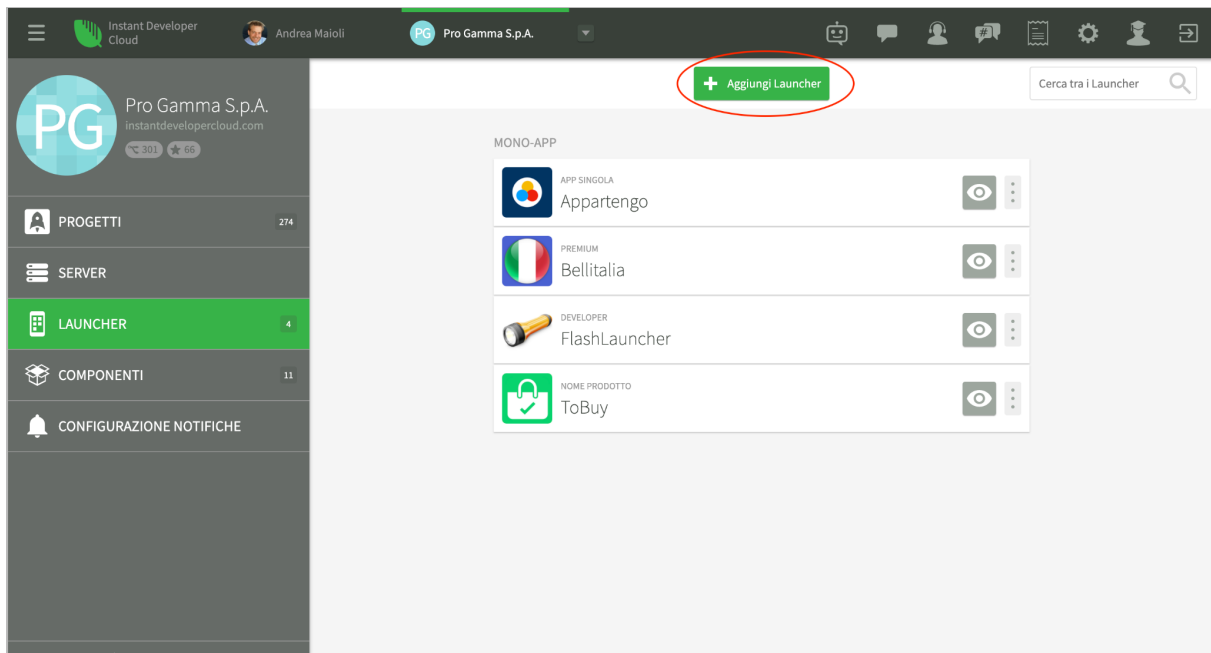 Instant Developer
Cloud
Andrea Maioli
PG
Pro Gamma S.p.A.
#
PG
Pro Gamma S.p.A.
instantdevelopercloud.com
301
66
PROGETTI
274
SERVER
LAUNCHER
4
COMPONENTI
11
CONFIGURAZIONE NOTIFICHE
+ Aggiungi Launcher
Cerca tra i Launcher
MONO-APP
APP SINGOLA
Appartengo
PREMIUM
Bellitalia
DEVELOPER
FlashLauncher
NOME PRODOTTO
ToBuy